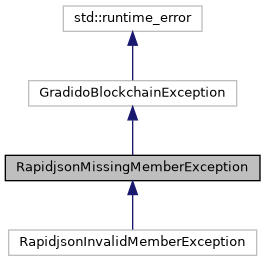 std::runtime_error
GradidoBlockchainException
RapidjsonMissingMemberException
RapidjsonInvalidMemberException